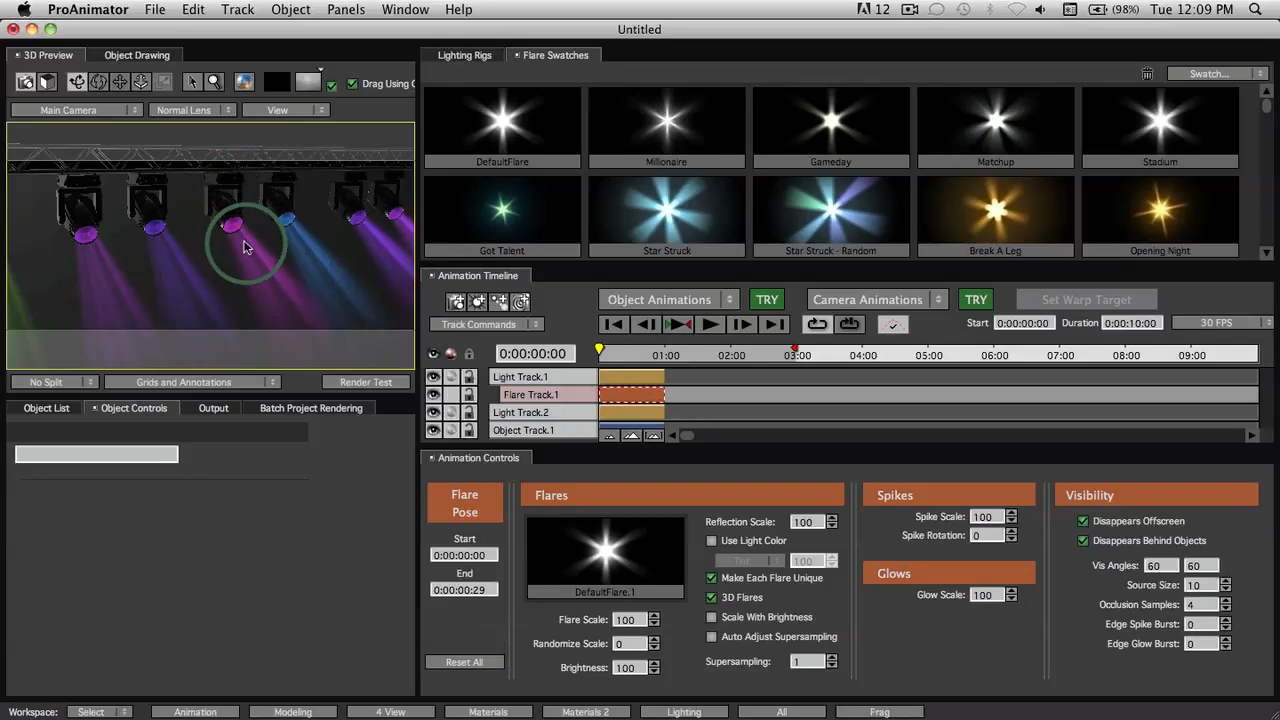 ProAnimator File Edit Track Object Panels Window Help 12 (98%) Tue 12:09 PM
Untitled
3D Preview Object Drawing Lighting Rigs Flare Swatches
Swatch...
Drag Using C
Main Camera Normal Lens View
DefaultFlare Millionaire Gameday Matchup Stadium
Got Talent Star Struck Star Struck - Random Break A Leg Opening Night
Animation Timeline
Object Animations TRY Camera Animations TRY Set Warp Target
Track Commands Start 0:00:00:00 Duration 0:00:10:00 30 FPS
0:00:00:00 01:00 02:00 03:00 04:00 05:00 06:00 07:00 08:00 09:00
Light Track.1
Flare Track.1
Light Track.2
Object Track.1
No Split Grids and Annotations Render Test
Object List Object Controls Output Batch Project Rendering
Animation Controls
Flare Pose
Start
0:00:00:00
End
0:00:00:29
Reset All
Flares
DefaultFlare.1
Flare Scale: 100
Randomize Scale: 0
Brightness: 100
Reflection Scale: 100
Use Light Color
Tint 100
Make Each Flare Unique
3D Flares
Scale With Brightness
Auto Adjust Supersampling
Supersampling: 1
Spikes
Spike Scale: 100
Spike Rotation: 0
Glows
Glow Scale: 100
Visibility
Disappears Offscreen
Disappears Behind Objects
Vis Angles: 60 60
Source Size: 10
Occlusion Samples: 4
Edge Spike Burst: 0
Edge Glow Burst: 0
Workspace: Select Animation Modeling 4 View Materials Materials 2 Lighting All Frag